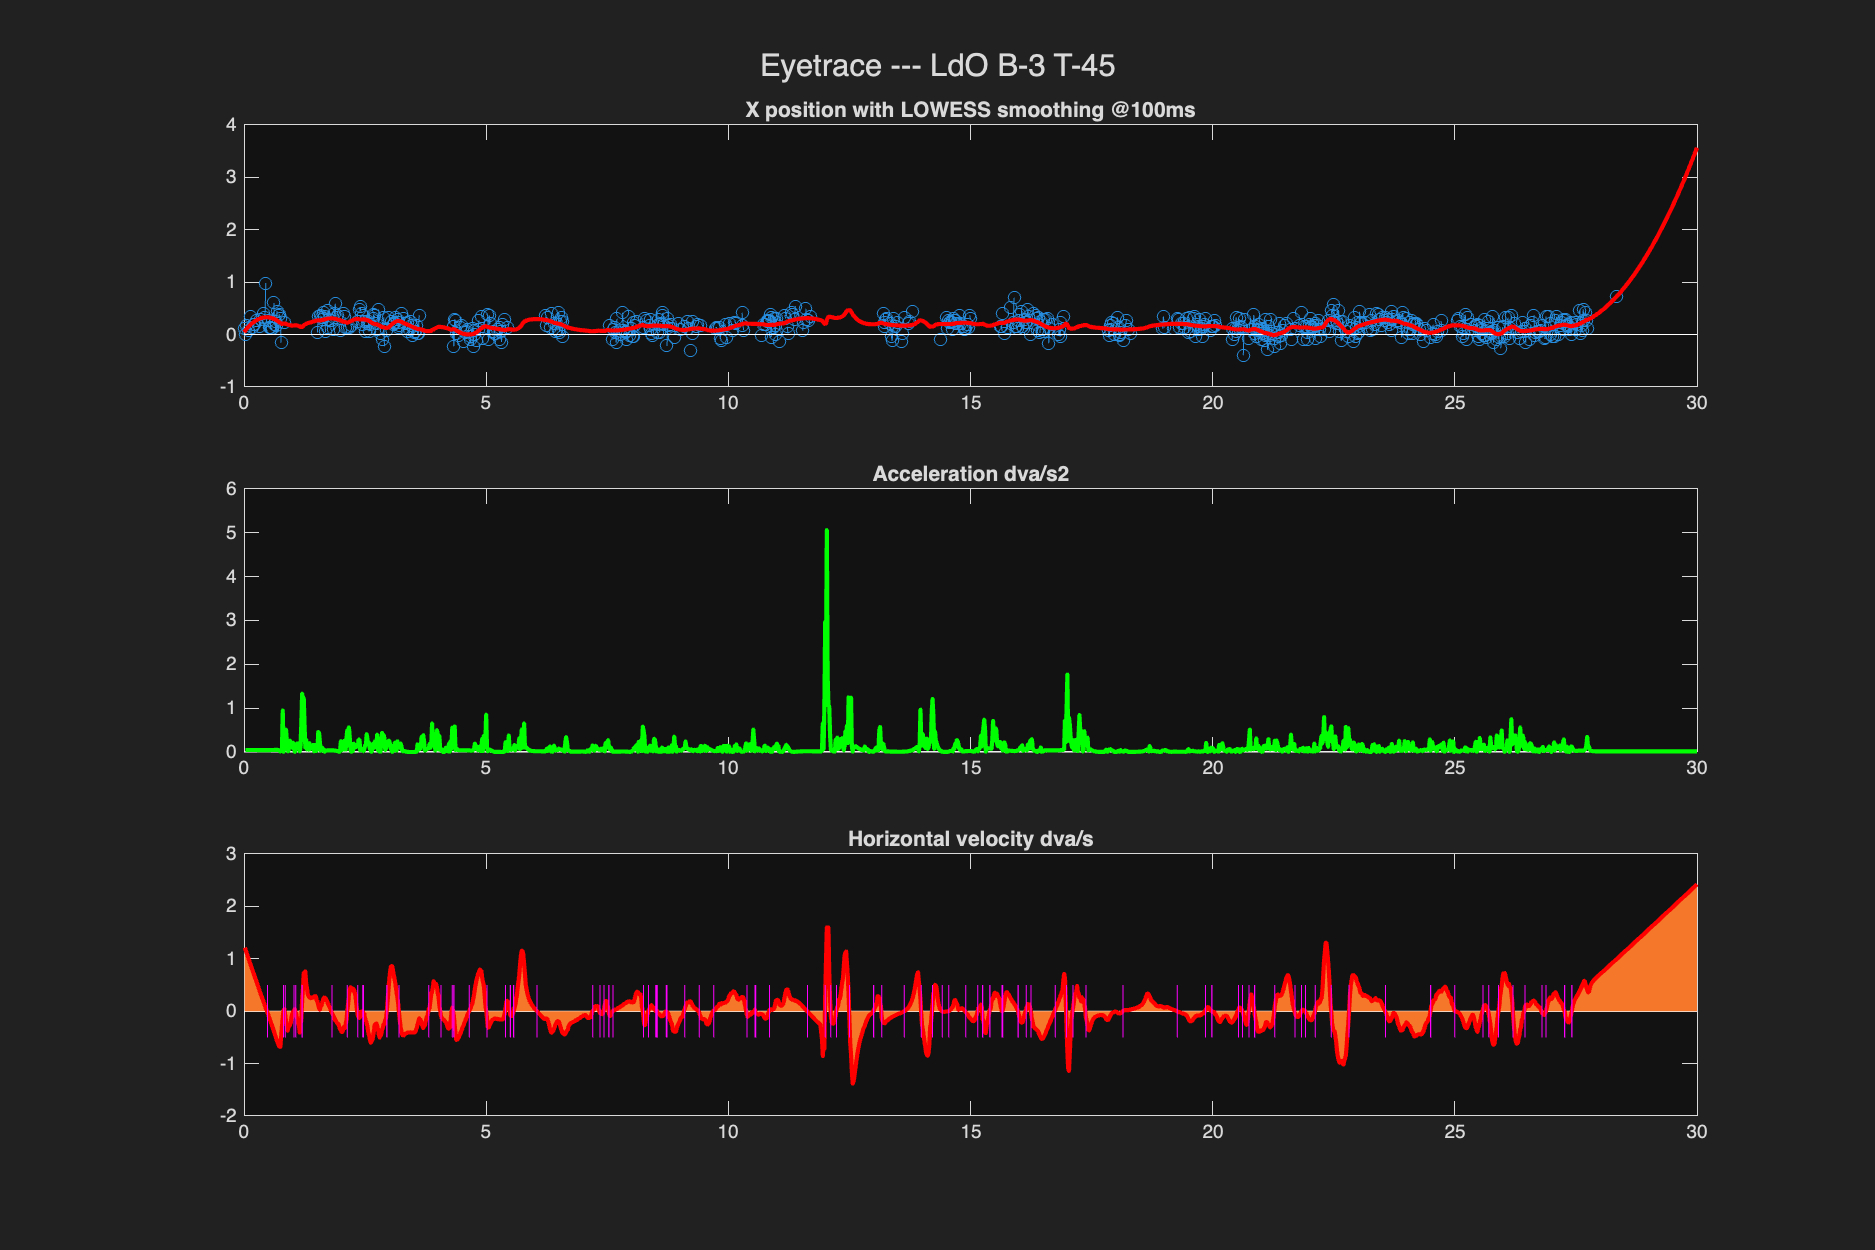 Eyetrace --- LdO B-3 T-45
X position with LOWESS smoothing @100ms
4
3
2
1
0
-1
0 5 10 15 20 25 30
Acceleration dva/s2
6
5
4
3
2
1
0
0 5 10 15 20 25 30
Horizontal velocity dva/s
3
2
1
0
-1
-2
0 5 10 15 20 25 30